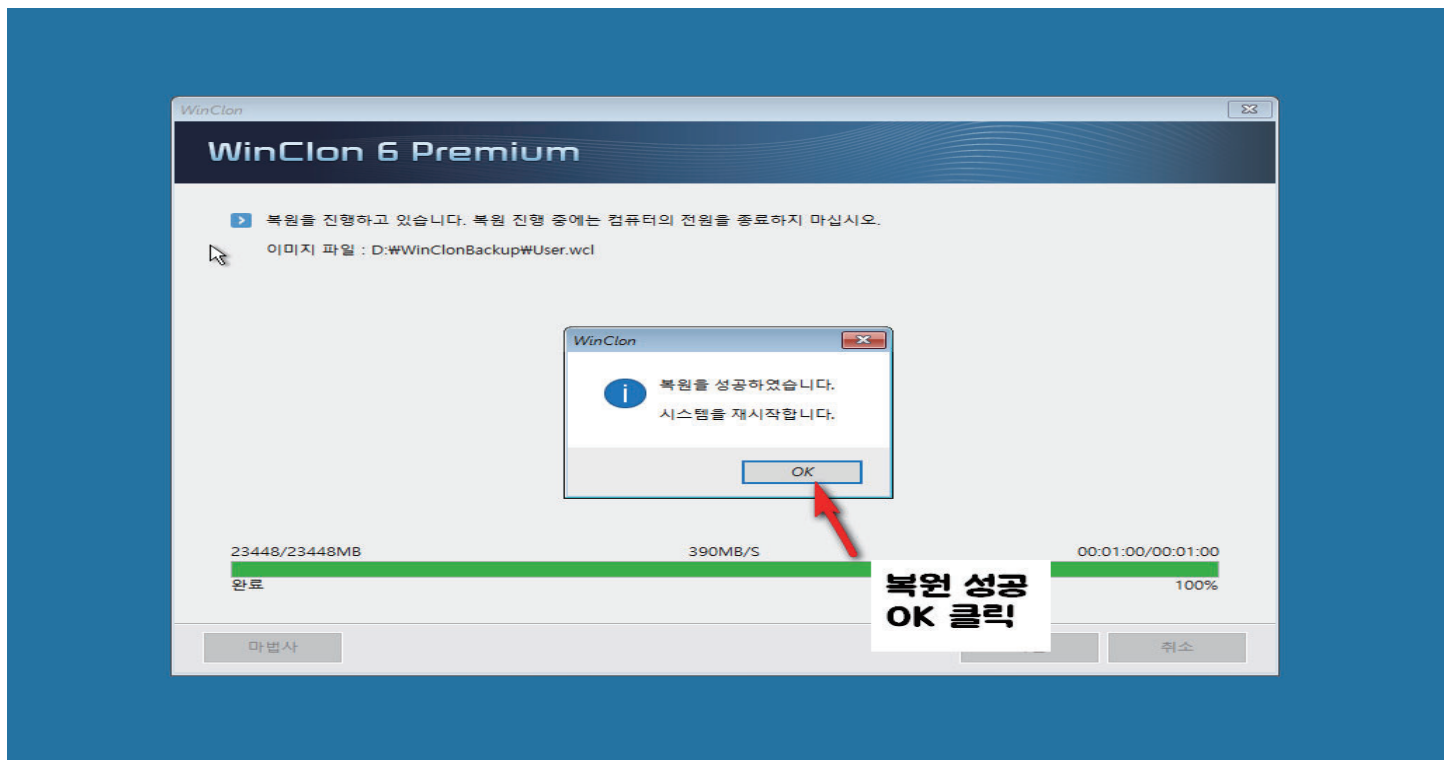 WinClon
WinClon 6 Premium
복원을 진행하고 있습니다. 복원 진행 중에는 컴퓨터의 전원을 종료하지 마십시오.
이미지 파일 : D:₩WinClonBackup₩User.wcl
WinClon
복원을 성공하였습니다.
시스템을 재시작합니다.
OK
23448/23448MB 390MB/S 00:01:00/00:01:00
완료 100%
복원 성공
OK 클릭
마법사 취소